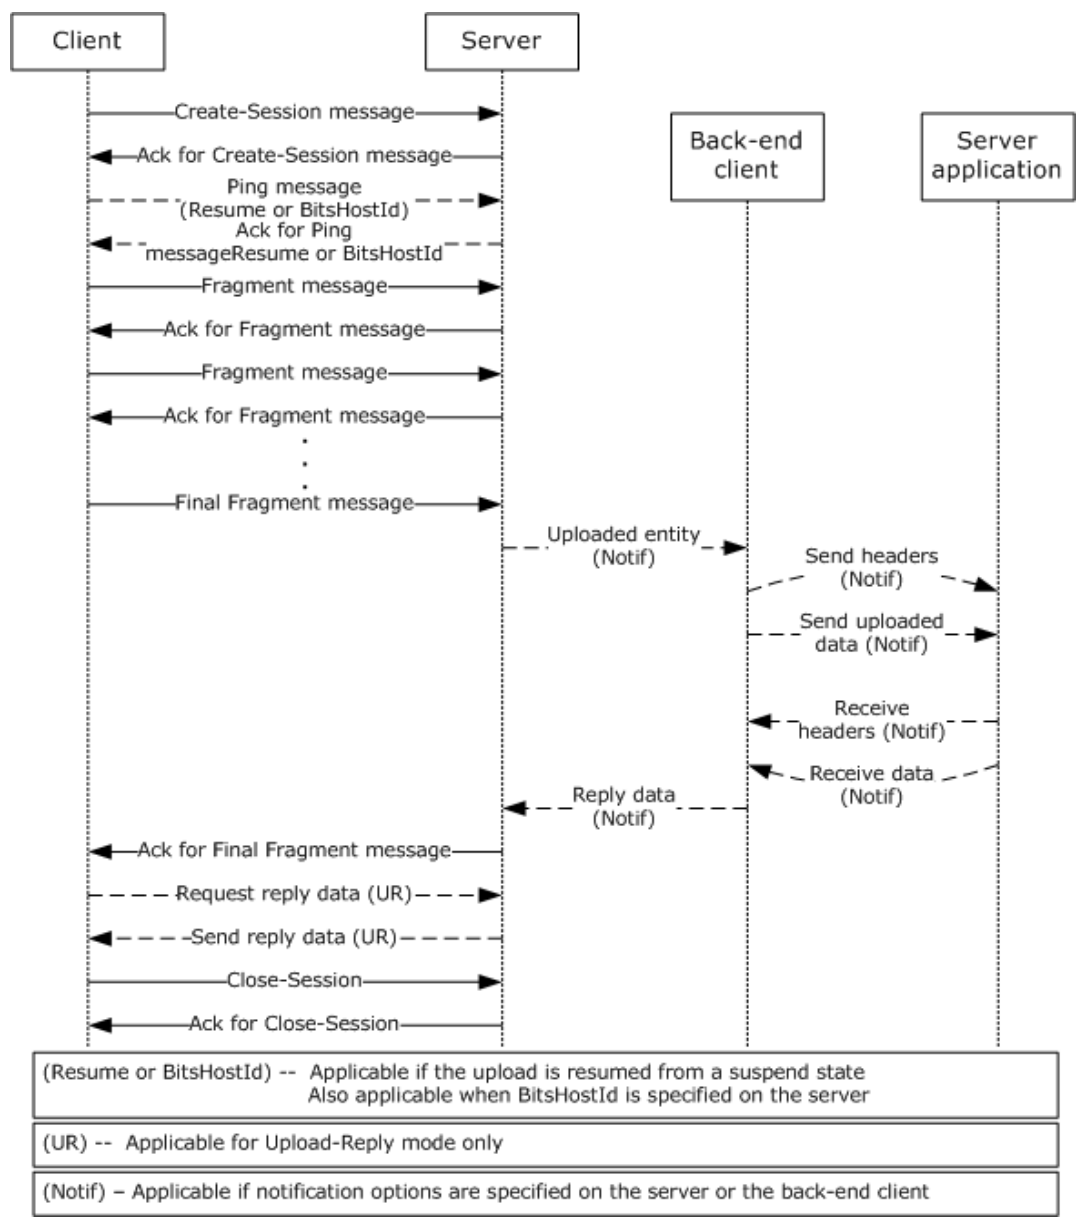 Client
Server
Create-Session message
Back-end
client
Server
application
Ack for Create-Session message
Ping message
(Resume or BitsHostId)
Ack for Ping
messageResume or BitsHostId
Fragment message
Ack for Fragment message
Fragment message
Ack for Fragment message
Final Fragment message
Uploaded entity
(Notif)
Send headers
(Notif)
Send uploaded
data (Notif)
Receive
headers (Notif)
Receive data
(Notif)
Reply data
(Notif)
Ack for Final Fragment message
Request reply data (UR)
Send reply data (UR)
Close-Session
Ack for Close-Session
(Resume or BitsHostId) -- Applicable if the upload is resumed from a suspend state
Also applicable when BitsHostId is specified on the server
(UR) -- Applicable for Upload-Reply mode only
(Notif) – Applicable if notification options are specified on the server or the back-end client